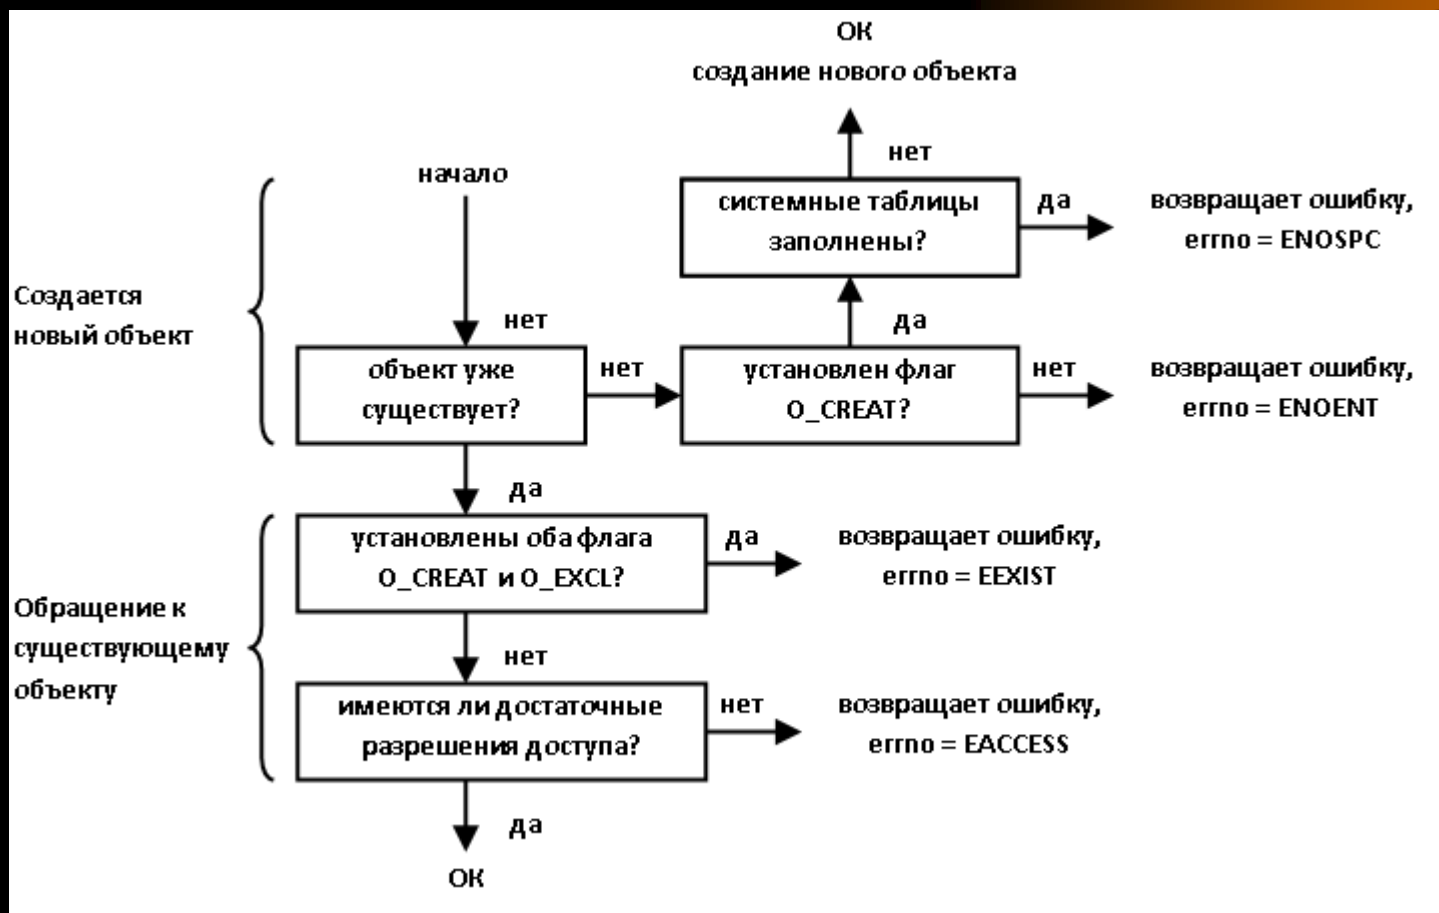 ОК
создание нового объекта
нет
начало
системные таблицы
заполнены?
да
возвращает ошибку,
errno = ENOSPC
Создается
новый объект
нет
да
объект уже
существует?
нет
установлен флаг
O_CREAT?
нет
возвращает ошибку,
errno = ENOENT
да
установлены оба флага
O_CREAT и O_EXCL?
да
возвращает ошибку,
errno = EEXIST
Обращение к
существующему
объекту
нет
имеются ли достаточные
разрешения доступа?
нет
возвращает ошибку,
errno = EACCESS
да
ОК